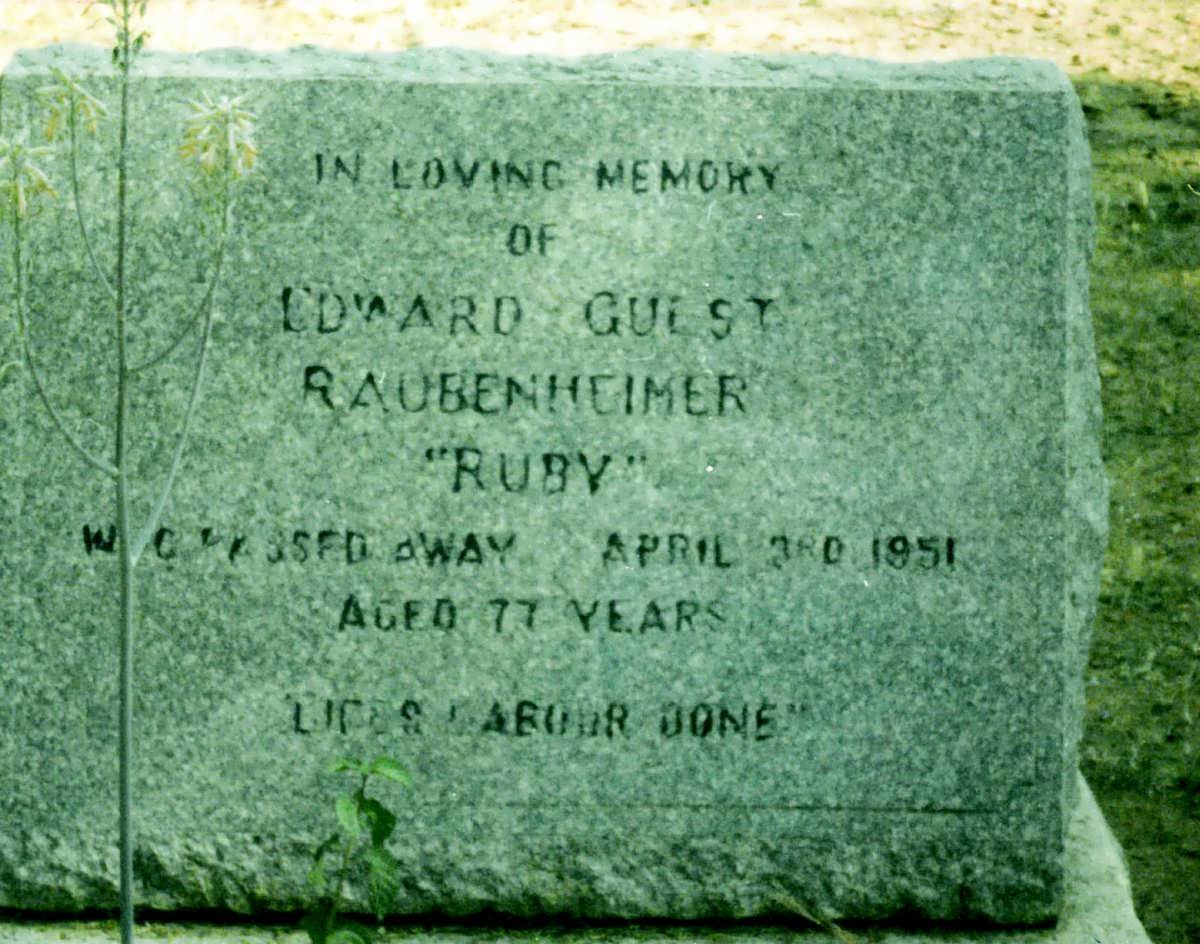 IN LOVING MEMORY
OF
EDWARD GUEST
RAUBENHEIMER
"RUBY"
WHO PASSED AWAY APRIL 3RD 1951
AGED 77 YEARS
"LIFES LABOUR DONE"